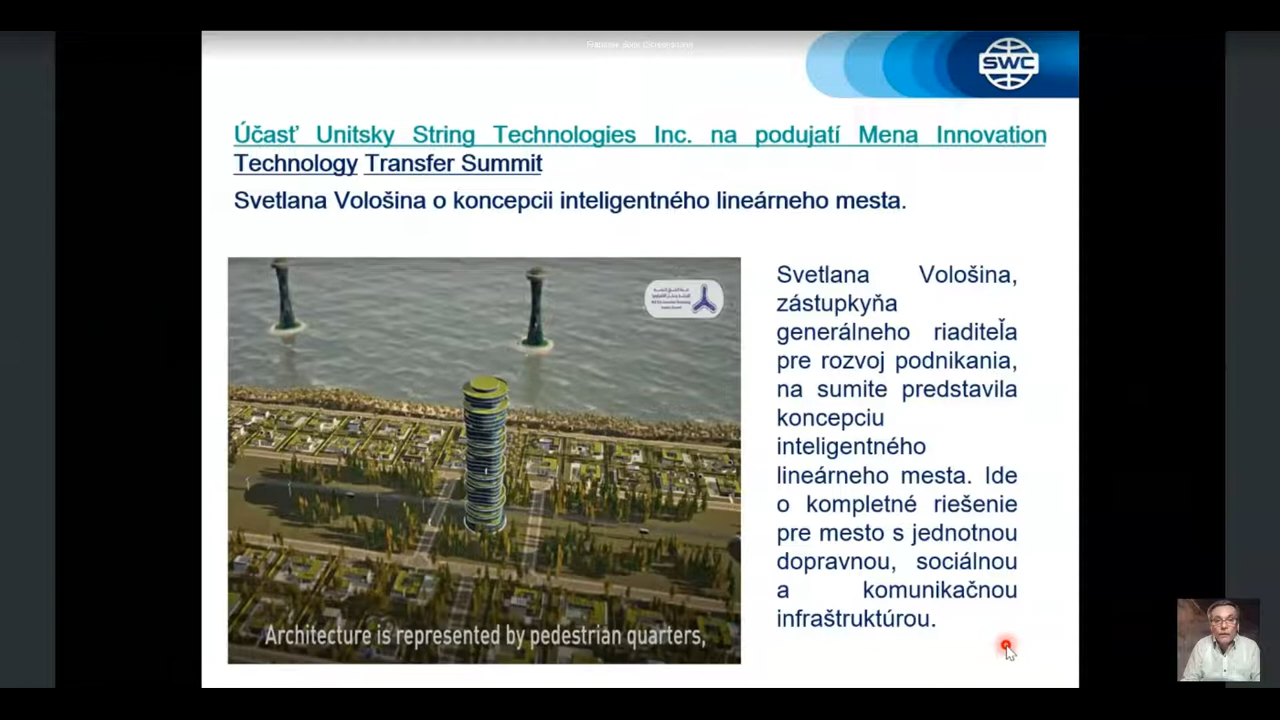 SWC
Účasť Unitsky String Technologies Inc. na podujatí Mena Innovation
Technology Transfer Summit
Svetlana Vološina o koncepcii inteligentného lineárneho mesta.
Svetlana Vološina,
zástupkyňa
generálneho riaditeľa
pre rozvoj podnikania,
na sumite predstavila
koncepciu
inteligentného
lineárneho mesta. Ide
o kompletné riešenie
pre mesto s jednotnou
dopravnou, sociálnou
a komunikačnou
infraštruktúrou.
Architecture is represented by pedestrian quarters,